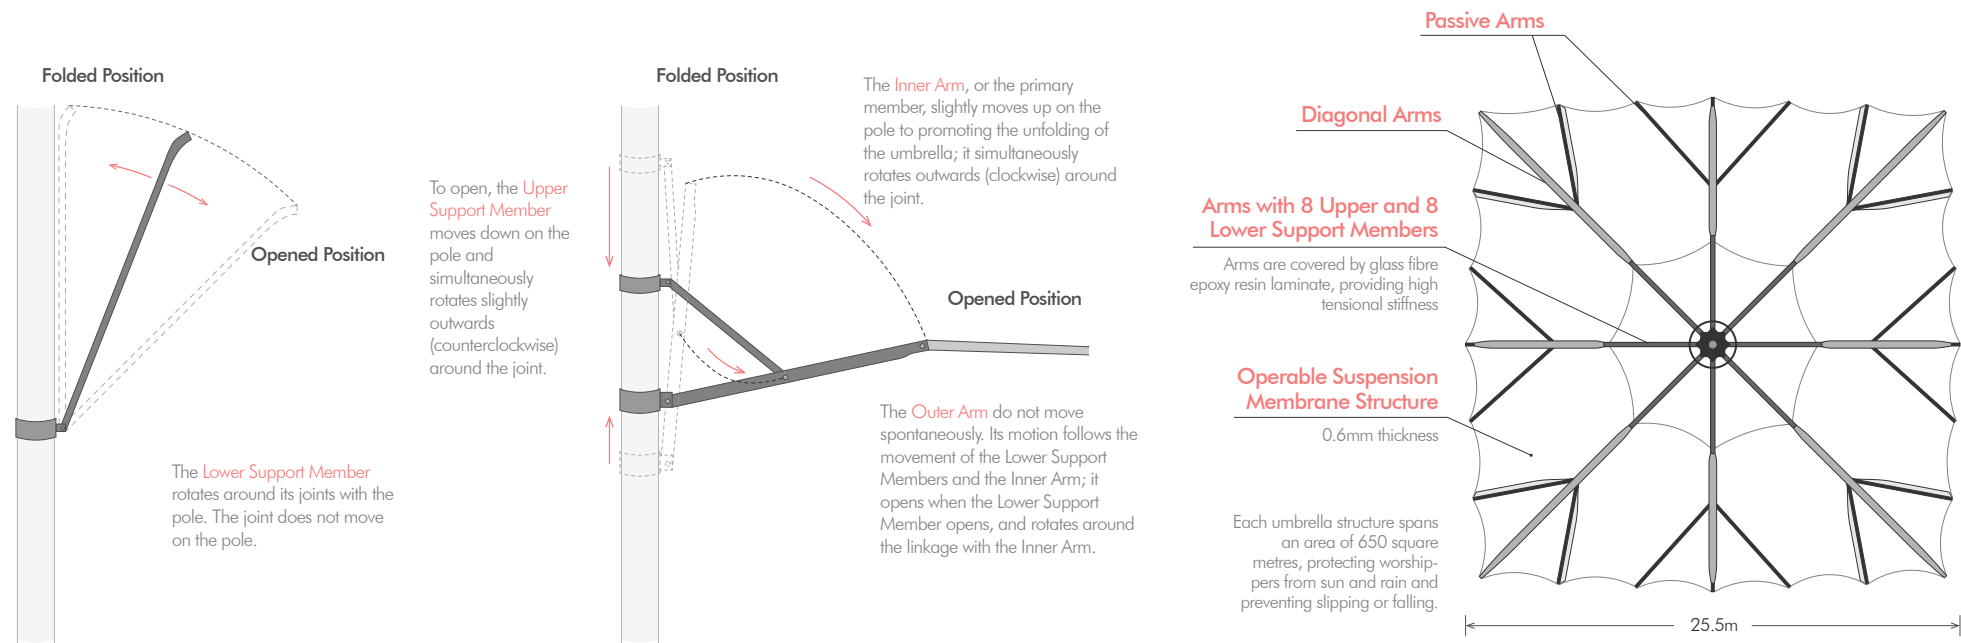 Folded Position
Opened Position
The Lower Support Member
rotates around its joints with the
pole. The joint does not move
on the pole.
To open, the Upper
Support Member
moves down on the
pole and
simultaneously
rotates slightly
outwards
(counterclockwise)
around the joint.
Folded Position
The Inner Arm, or the primary
member, slightly moves up on the
pole to promoting the unfolding of
the umbrella; it simultaneously
rotates outwards (clockwise) around
the joint.
Opened Position
The Outer Arm do not move
spontaneously. Its motion follows the
movement of the Lower Support
Members and the Inner Arm; it
opens when the Lower Support
Member opens, and rotates around
the linkage with the Inner Arm.
Passive Arms
Diagonal Arms
Arms with 8 Upper and 8
Lower Support Members
Arms are covered by glass fibre
epoxy resin laminate, providing high
tensional stiffness
Operable Suspension
Membrane Structure
0.6mm thickness
Each umbrella structure spans
an area of 650 square
metres, protecting worship-
pers from sun and rain and
preventing slipping or falling.
25.5m